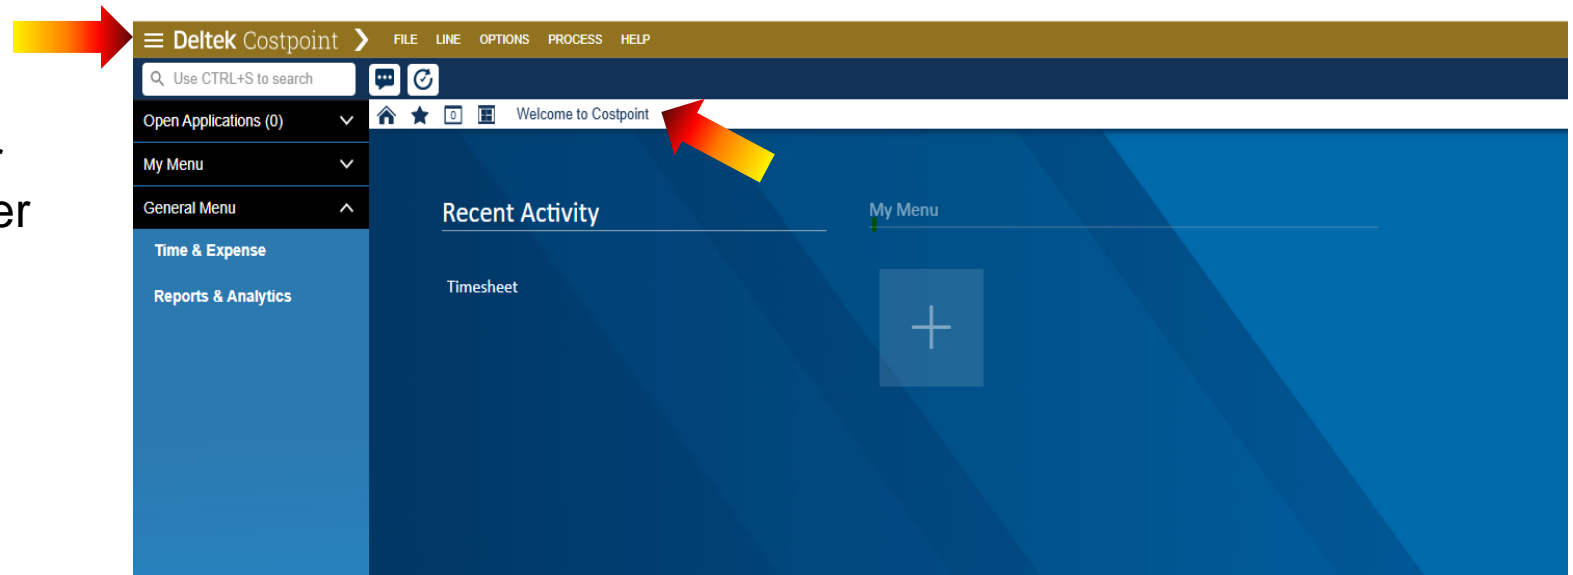 Deltek Costpoint FILE LINE OPTIONS PROCESS HELP
Use CTRL+S to search
Open Applications (0)
0 Welcome to Costpoint
My Menu
er
General Menu
Recent Activity
My Menu
Time & Expense
Timesheet
Reports & Analytics